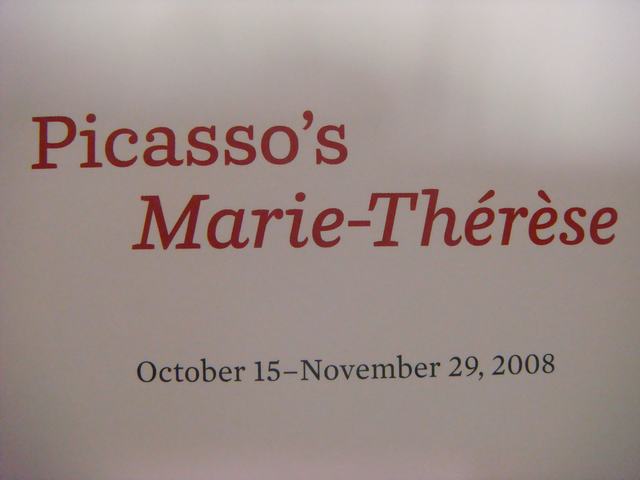 Picasso’s
Marie-Thérèse
October 15–November 29, 2008